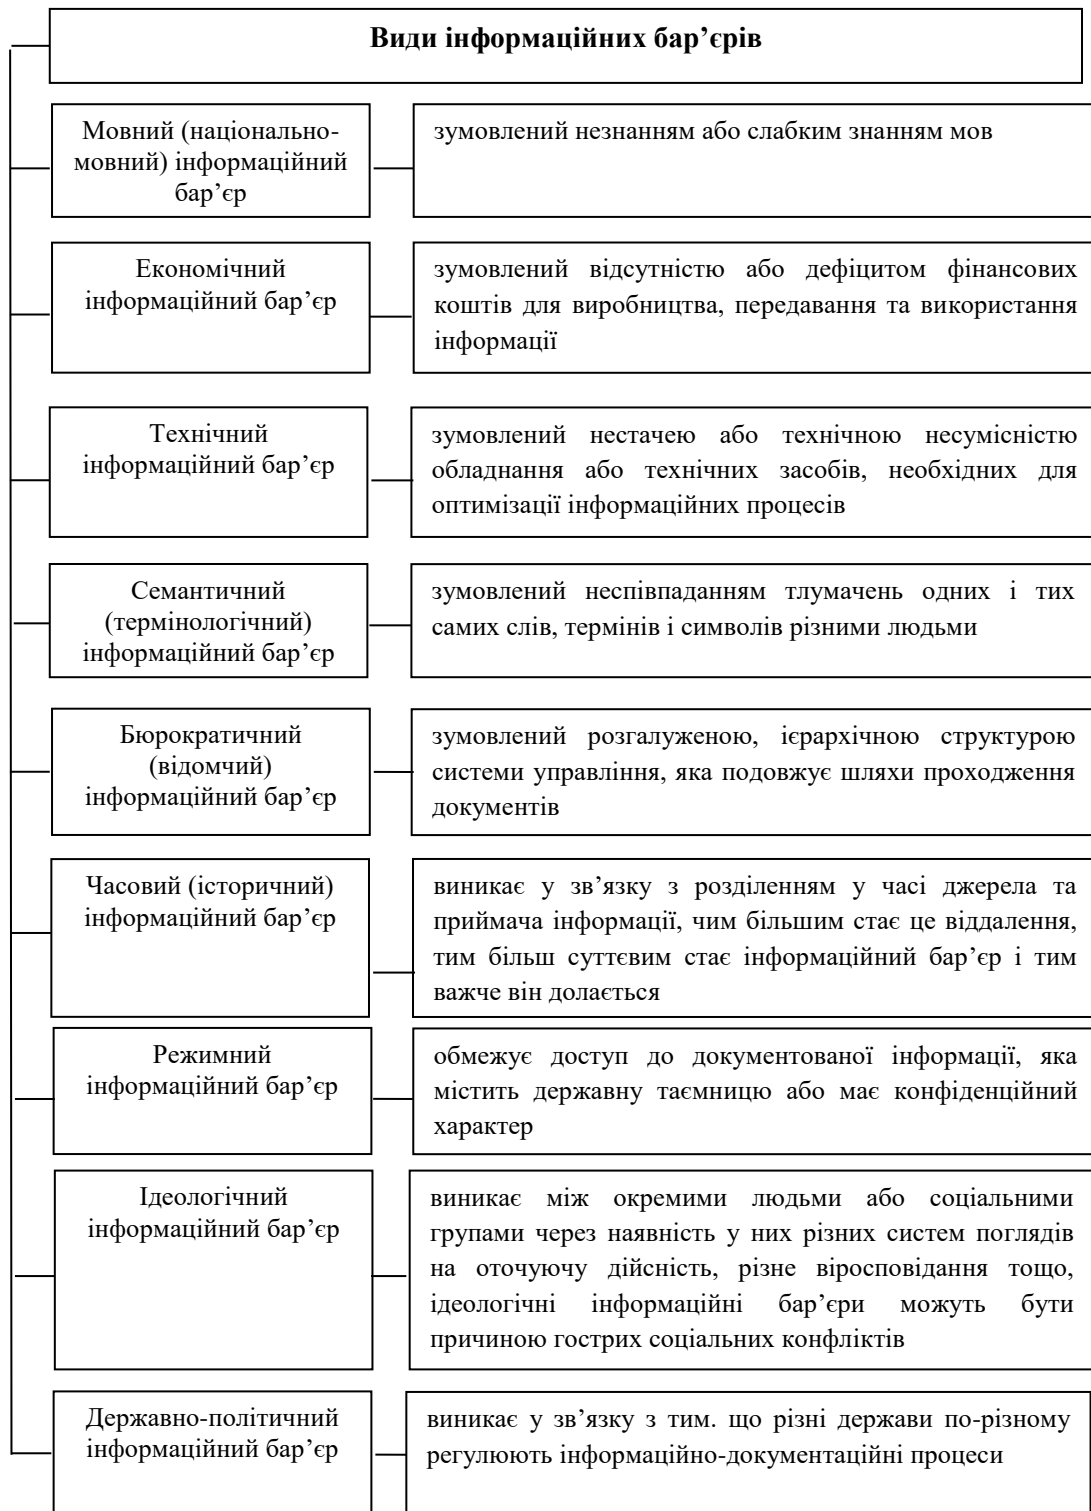 Види інформаційних бар’єрів
Мовний (національно-
мовний) інформаційний
бар’єр
зумовлений незнанням або слабким знанням мов
Економічний
інформаційний бар’єр
зумовлений відсутністю або дефіцитом фінансових
коштів для виробництва, передавання та використання
інформації
Технічний
інформаційний бар’єр
зумовлений нестачею або технічною несумісністю
обладнання або технічних засобів, необхідних для
оптимізації інформаційних процесів
Семантичний
(термінологічний)
інформаційний бар’єр
зумовлений неспівпаданням тлумачень одних і тих
самих слів, термінів і символів різними людьми
Бюрократичний
(відомчий)
інформаційний бар’єр
зумовлений розгалуженою, ієрархічною структурою
системи управління, яка подовжує шляхи проходження
документів
Часовий (історичний)
інформаційний бар’єр
виникає у зв’язку з розділенням у часі джерела та
приймача інформації, чим більшим стає це віддалення,
тим більш суттєвим стає інформаційний бар’єр і тим
важче він долається
Режимний
інформаційний бар’єр
обмежує доступ до документованої інформації, яка
містить державну таємницю або має конфіденційний
характер
Ідеологічний
інформаційний бар’єр
виникає між окремими людьми або соціальними
групами через наявність у них різних систем поглядів
на оточуючу дійсність, різне віросповідання тощо,
ідеологічні інформаційні бар’єри можуть бути
причиною гострих соціальних конфліктів
Державно-політичний
інформаційний бар’єр
виникає у зв’язку з тим. що різні держави по-різному
регулюють інформаційно-документаційні процеси